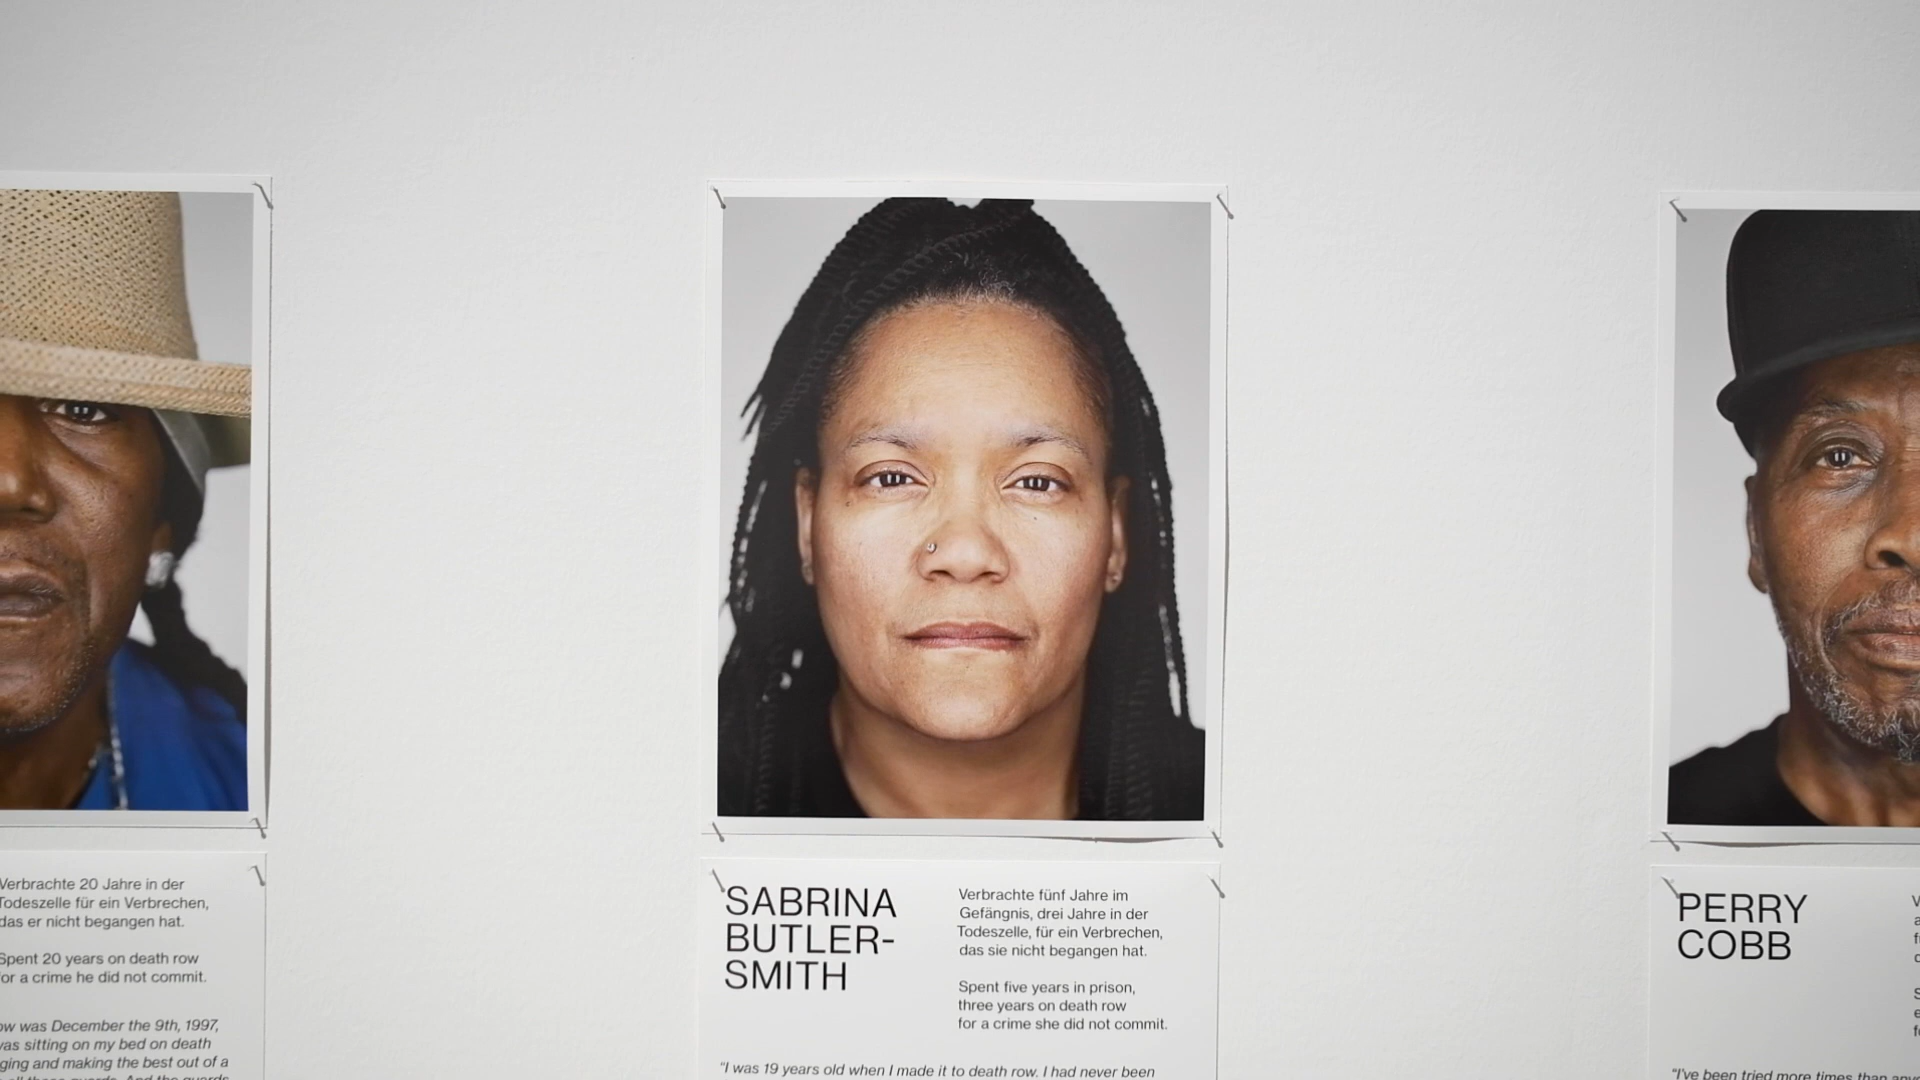 Verbrachte 20 Jahre in der
Todeszelle für ein Verbrechen,
das er nicht begangen hat.
Spent 20 years on death row
for a crime he did not commit.
was December the 9th, 1997,
was sitting on my bed on death
and making the best out of a
SABRINA
BUTLER-
SMITH
Verbrachte fünf Jahre im
Gefängnis, drei Jahre in der
Todeszelle, für ein Verbrechen,
das sie nicht begangen hat.
Spent five years in prison,
three years on death row
for a crime she did not commit.
"I was 19 years old when I made it to death row. I had never been
PERRY
COBB
"I've been tried more times than